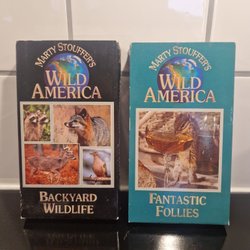 MARTY STOUFFER'S
WILD
AMERICA
BACKYARD
WILDLIFE
MARTY STOUFFER'S
WILD
AMERICA
FANTASTIC
FOLLIES